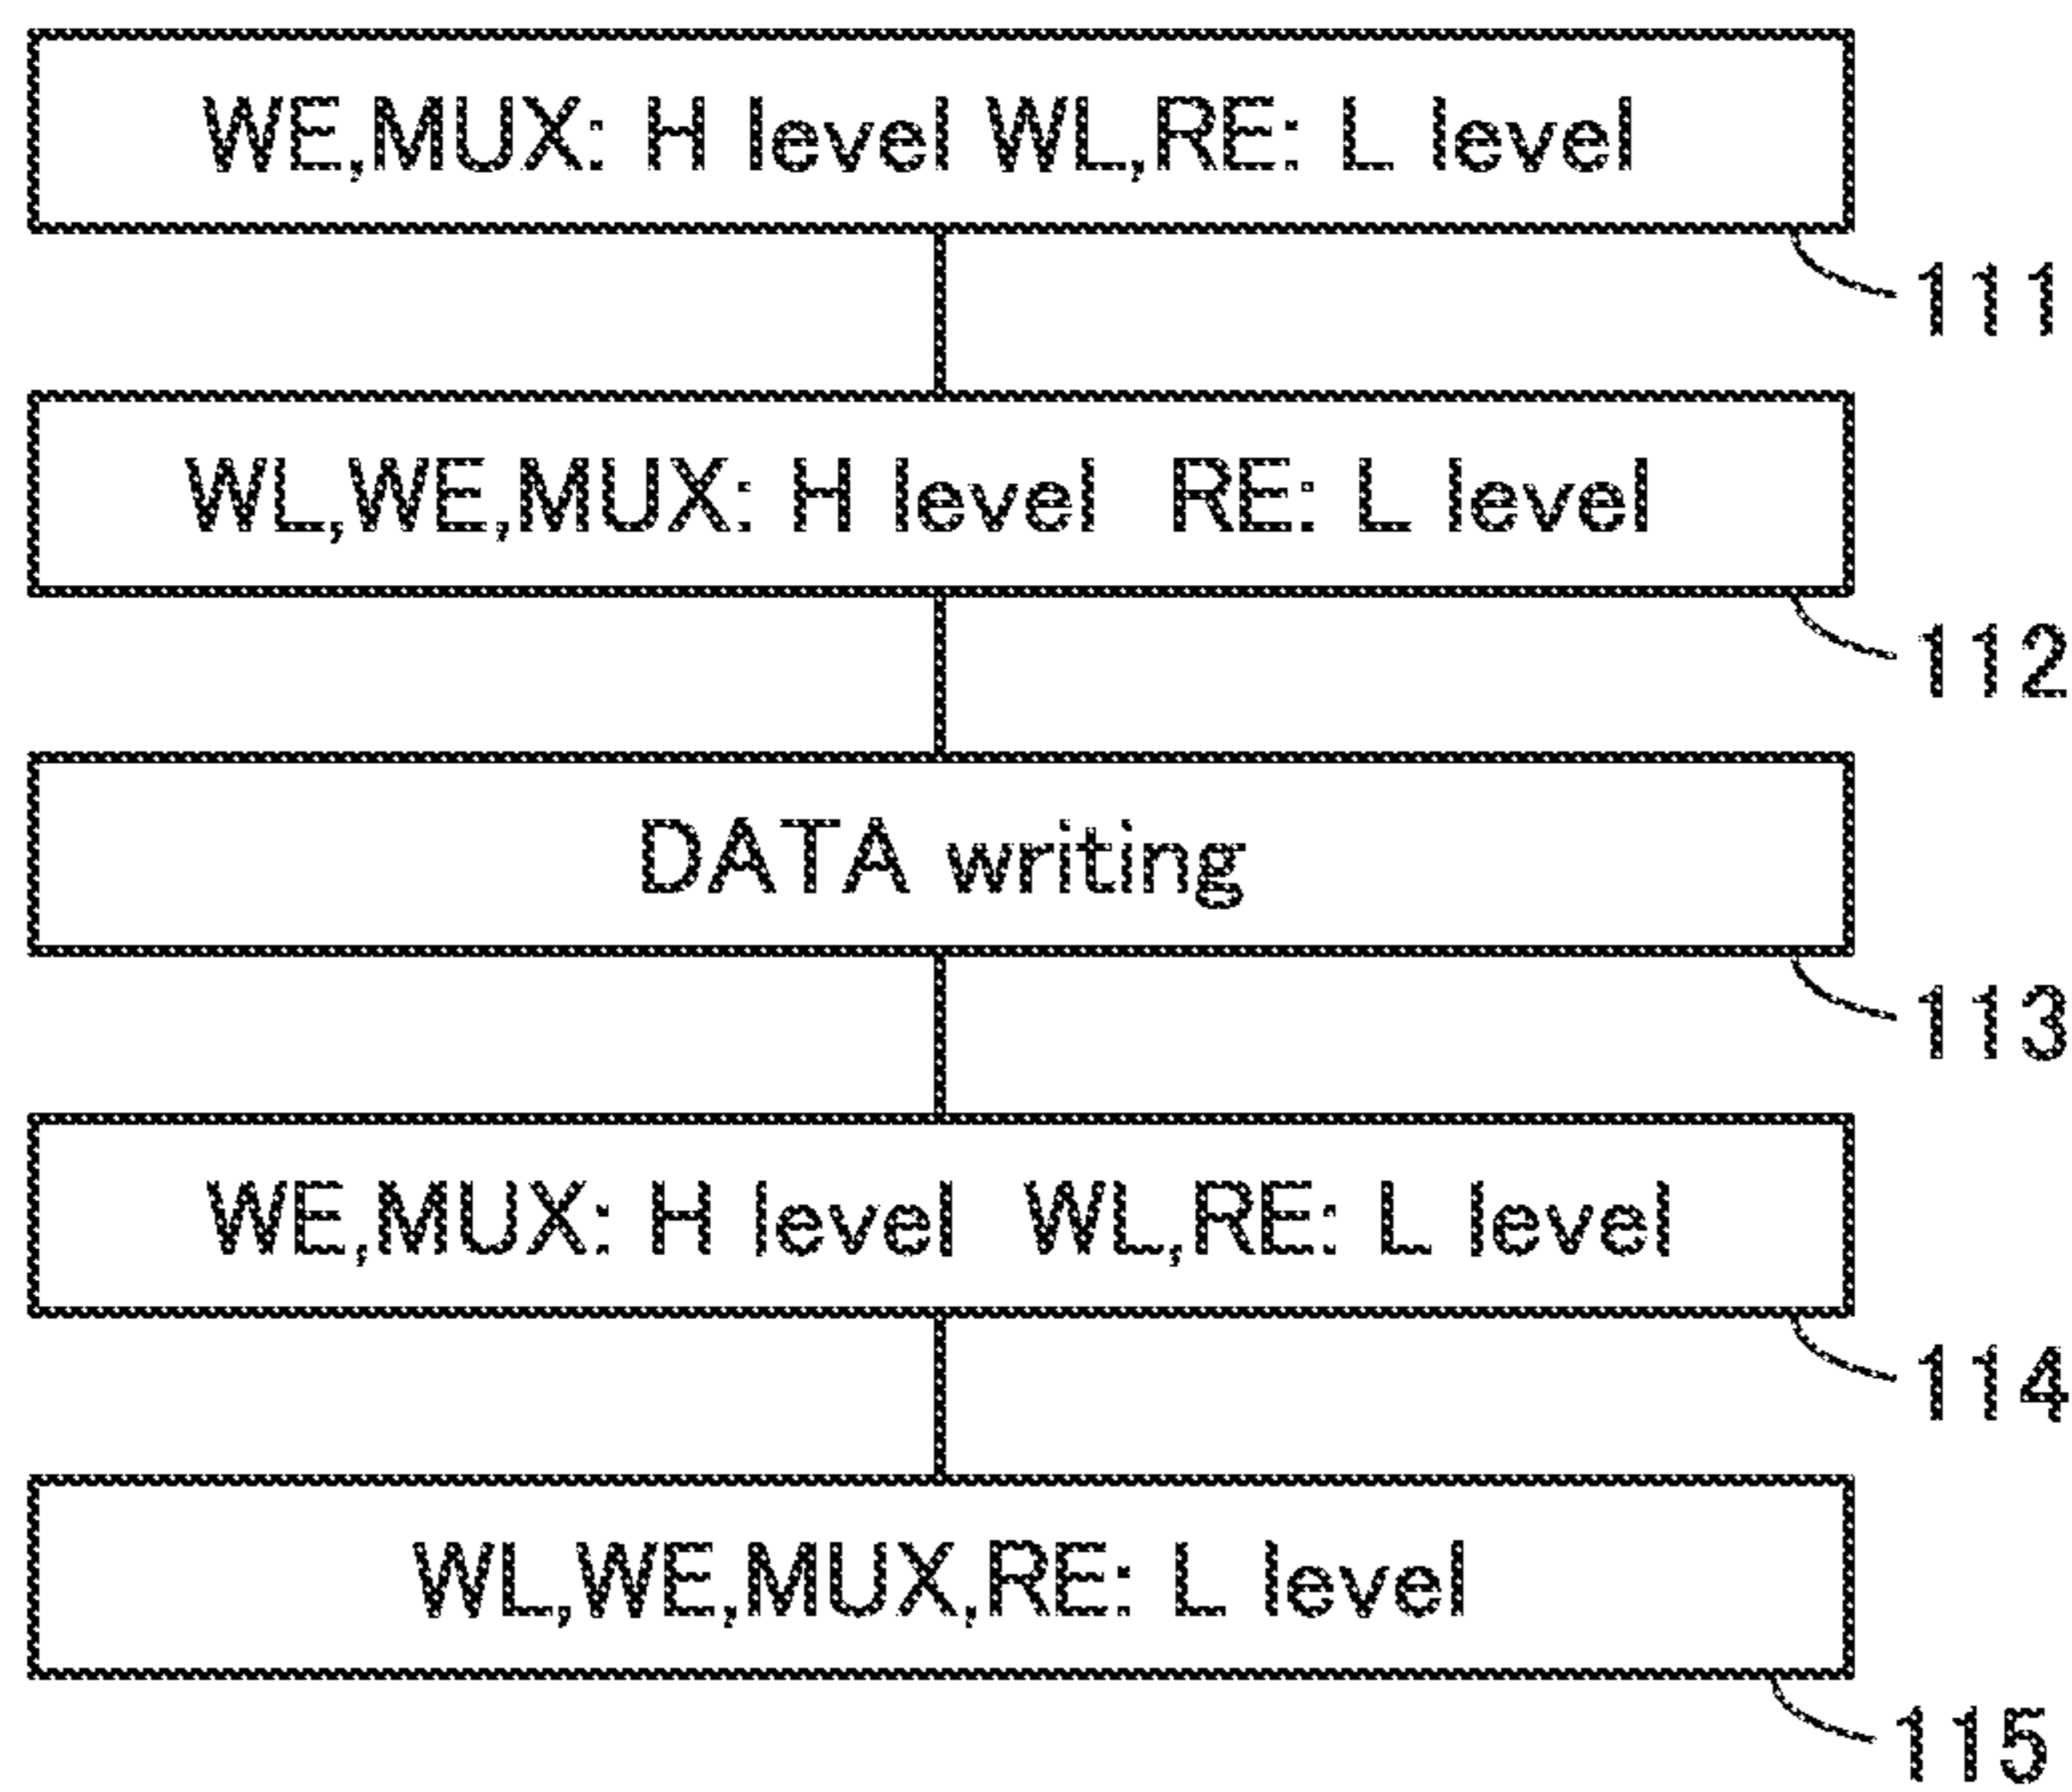 WE,MUX: H level WL,RE: L level
111
WL,WE,MUX: H level RE: L level
112
DATA writing
113
WE,MUX: H level WL,RE: L level
114
WL,WE,MUX,RE: L level
115